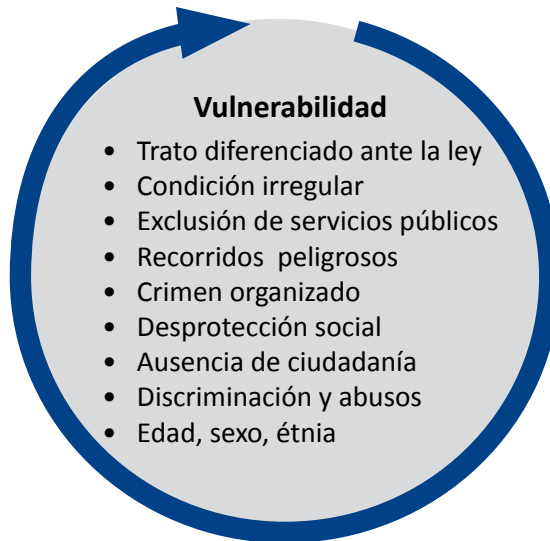 Vulnerabilidad
• Trato diferenciado ante la ley
• Condición irregular
• Exclusión de servicios públicos
• Recorridos  peligrosos
• Crimen organizado
• Desprotección social
• Ausencia de ciudadanía
• Discriminación y abusos
• Edad, sexo, étnia